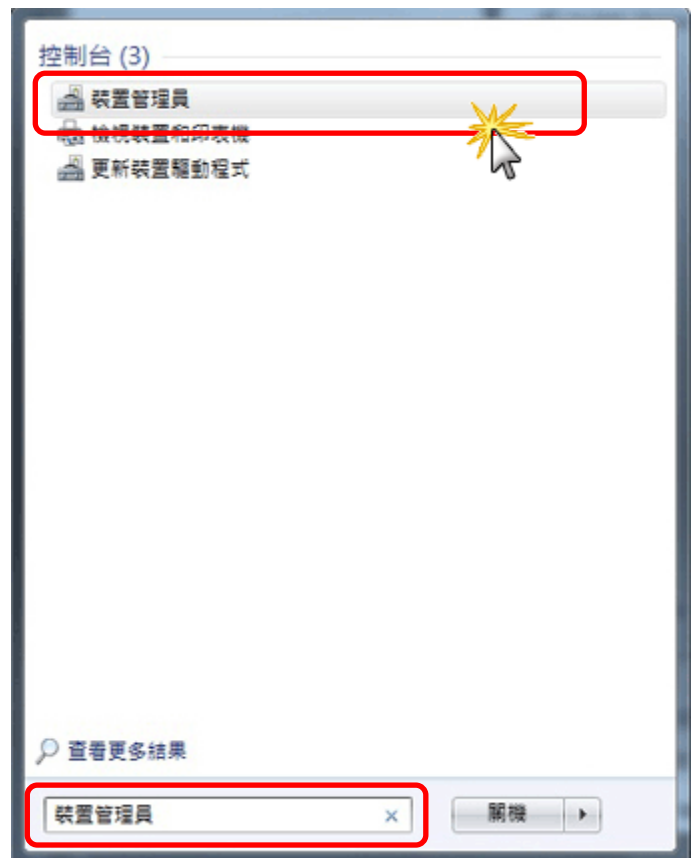 控制台 (3)
裝置管理員
檢視裝置和印表機
更新裝置驅動程式
查看更多結果
裝置管理員
關機